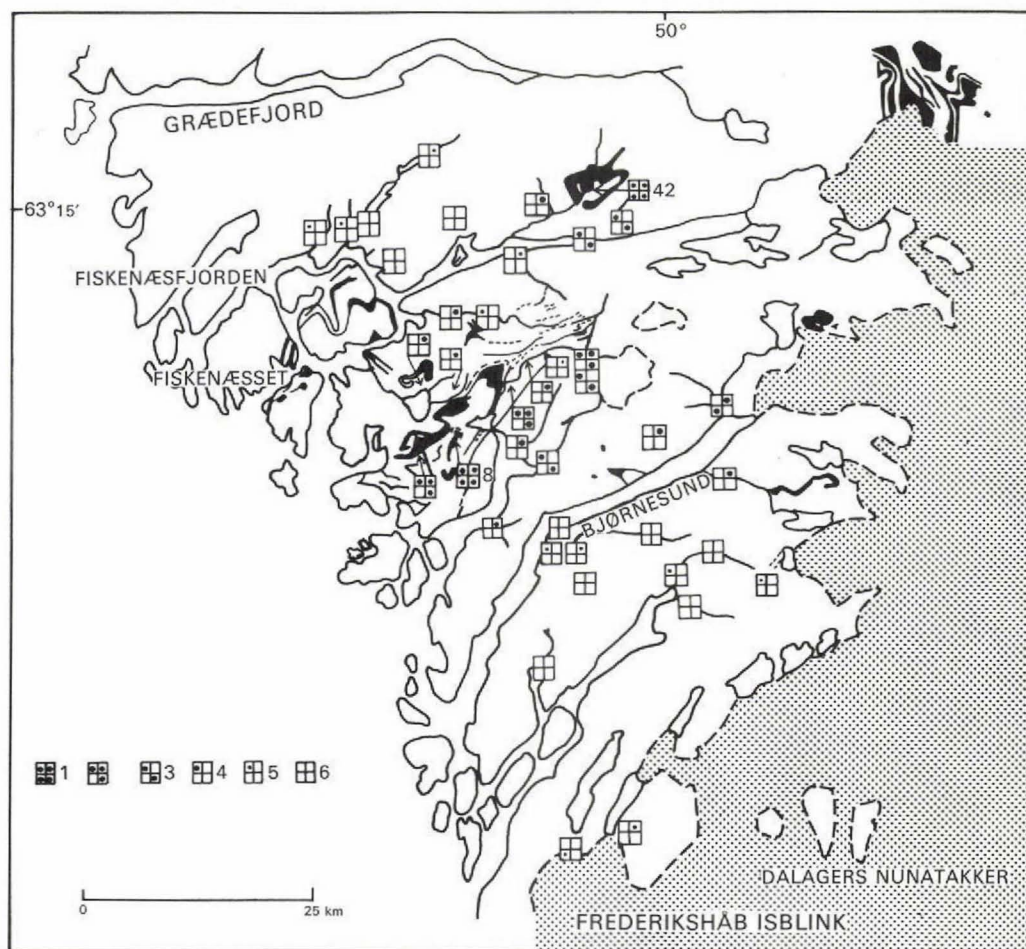 50°
GRÆDEFJORD
63°15'
42
FISKENÆSFJORDEN
FISKENÆSSET
8
BJØRNESUND
1 3 4 5 6
0 25 km
DALAGERS NUNATAKKER
FREDERIKSHÅB ISBLINK